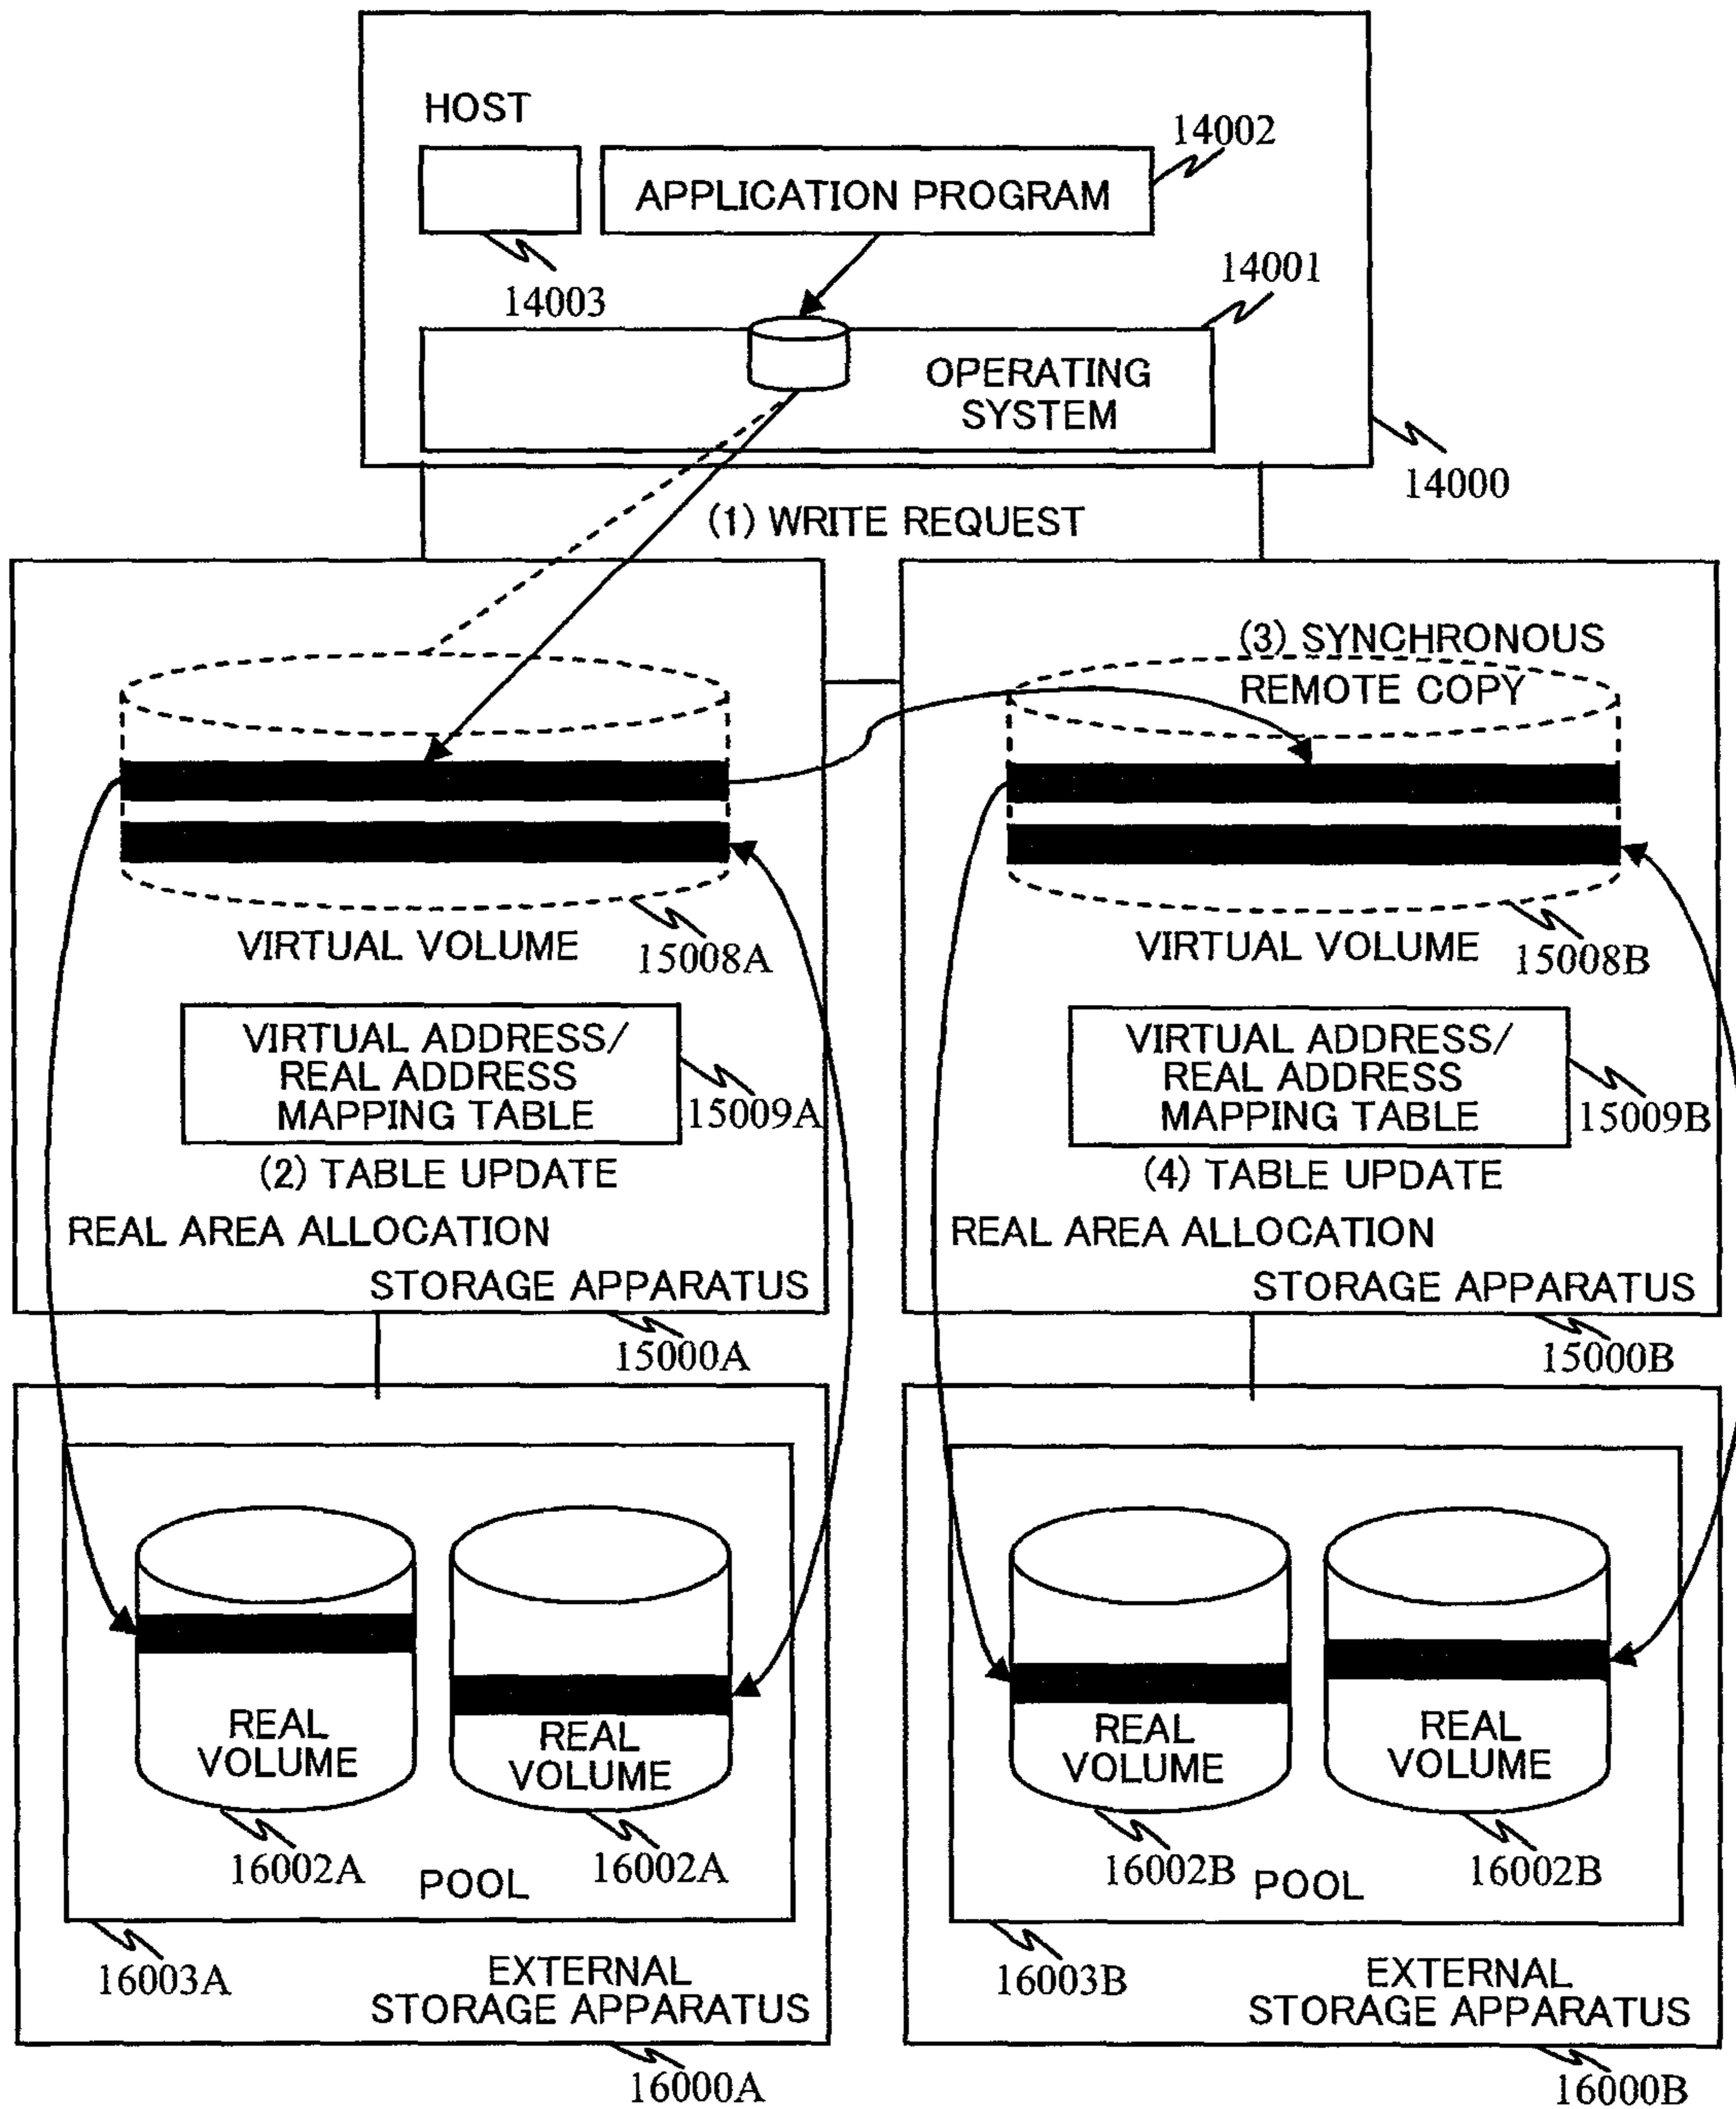 HOST
14002
APPLICATION PROGRAM
14003
14001
OPERATING
SYSTEM
14000
(1) WRITE REQUEST
(3) SYNCHRONOUS
REMOTE COPY
VIRTUAL VOLUME
15008A
VIRTUAL VOLUME
15008B
VIRTUAL ADDRESS/
REAL ADDRESS
MAPPING TABLE
15009A
VIRTUAL ADDRESS/
REAL ADDRESS
MAPPING TABLE
15009B
(2) TABLE UPDATE
(4) TABLE UPDATE
REAL AREA ALLOCATION
REAL AREA ALLOCATION
STORAGE APPARATUS
STORAGE APPARATUS
15000A
15000B
REAL
VOLUME
REAL
VOLUME
REAL
VOLUME
REAL
VOLUME
16002A
16002A
16002B
16002B
POOL
POOL
16003A
16003B
EXTERNAL
STORAGE APPARATUS
EXTERNAL
STORAGE APPARATUS
16000A
16000B